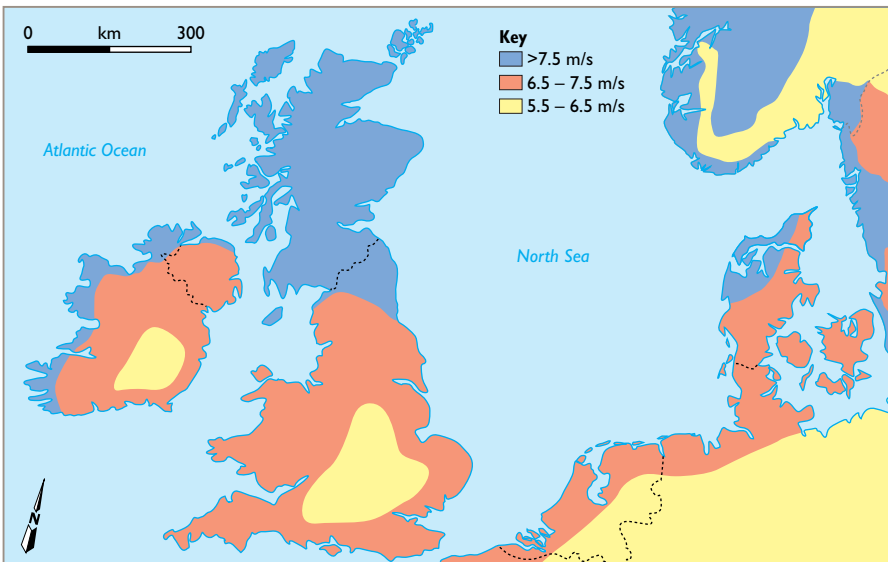 0 km 300
Key
>7.5 m/s
6.5 – 7.5 m/s
5.5 – 6.5 m/s
Atlantic Ocean
North Sea
N